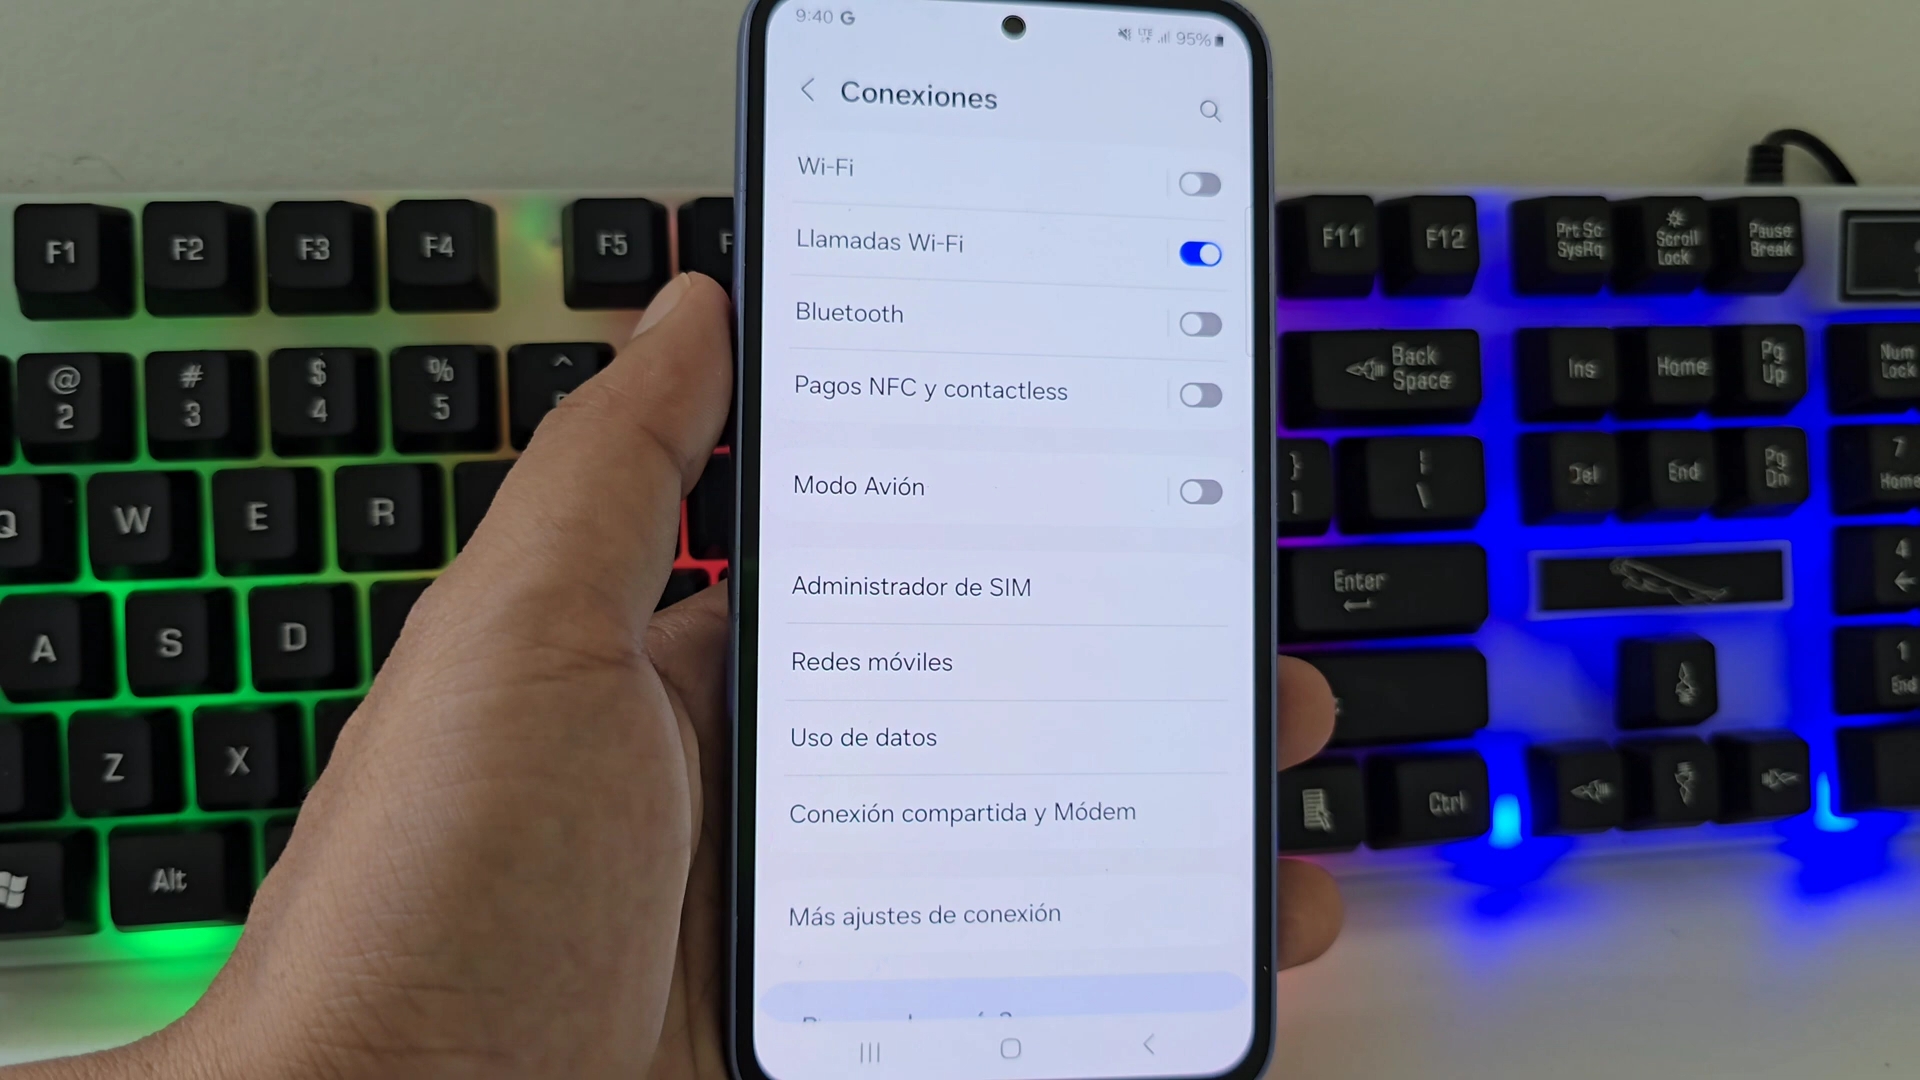 9:40 G
LTE 95%
Conexiones
Wi-Fi
Llamadas Wi-Fi
Bluetooth
Pagos NFC y contactless
Modo Avión
Administrador de SIM
Redes móviles
Uso de datos
Conexión compartida y Módem
Más ajustes de conexión
F1 F2 F3 F4 F5 F
F11 F12 Prt Sc Scroll Pause
SysRq Lock Break
@ # $ % ^
2 3 4 5
Back
Space
Ins Home Pg
Up
Num
Lock
Q W E R
} |
] \
Del End Pg
Dn
7
Home
A S D
Enter
4
Z X
1
End
Alt
Ctrl